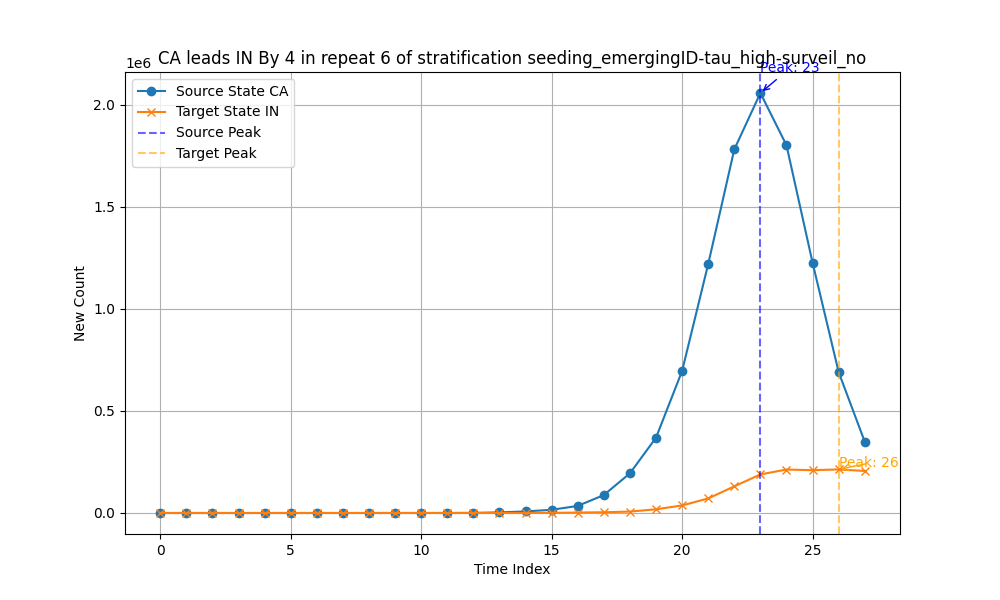 CA leads IN By 4 in repeat 6 of stratification seeding_emergingID-tau_high-surveil_no
1e6
Peak: 23
Source State CA
Target State IN
Source Peak
Target Peak
2.0
1.5
1.0
0.5
0.0
New Count
Peak: 26
0
5
10
15
20
25
Time Index